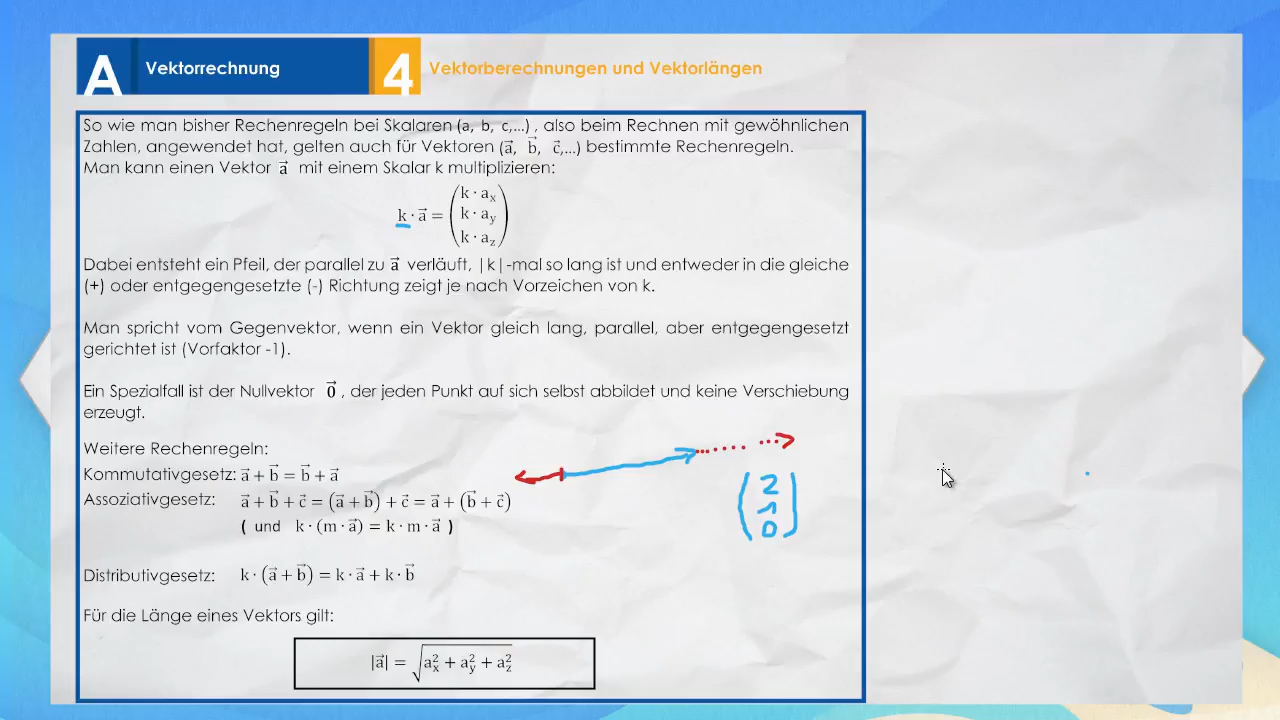 A Vektorrechnung 4 Vektorberechnungen und Vektorlängen
So wie man bisher Rechenregeln bei Skalaren (a, b, c,...) , also beim Rechnen mit gewöhnlichen
Zahlen, angewendet hat, gelten auch für Vektoren (a⃗, b⃗, c⃗,...) bestimmte Rechenregeln.
Man kann einen Vektor a⃗ mit einem Skalar k multiplizieren:
k · a⃗ = (k · aₓ
k · a_y
k · a_z)
Dabei entsteht ein Pfeil, der parallel zu a⃗ verläuft, |k|-mal so lang ist und entweder in die gleiche
(+) oder entgegengesetzte (-) Richtung zeigt je nach Vorzeichen von k.
Man spricht vom Gegenvektor, wenn ein Vektor gleich lang, parallel, aber entgegengesetzt
gerichtet ist (Vorfaktor -1).
Ein Spezialfall ist der Nullvektor 0⃗ , der jeden Punkt auf sich selbst abbildet und keine Verschiebung
erzeugt.
Weitere Rechenregeln:
Kommutativgesetz: a⃗ + b⃗ = b⃗ + a⃗
Assoziativgesetz: a⃗ + b⃗ + c⃗ = (a⃗ + b⃗) + c⃗ = a⃗ + (b⃗ + c⃗)
( und k · (m · a⃗) = k · m · a⃗ )
(2
1
0)
Distributivgesetz: k · (a⃗ + b⃗) = k · a⃗ + k · b⃗
Für die Länge eines Vektors gilt:
|a⃗| = √(aₓ² + a_y² + a_z²)